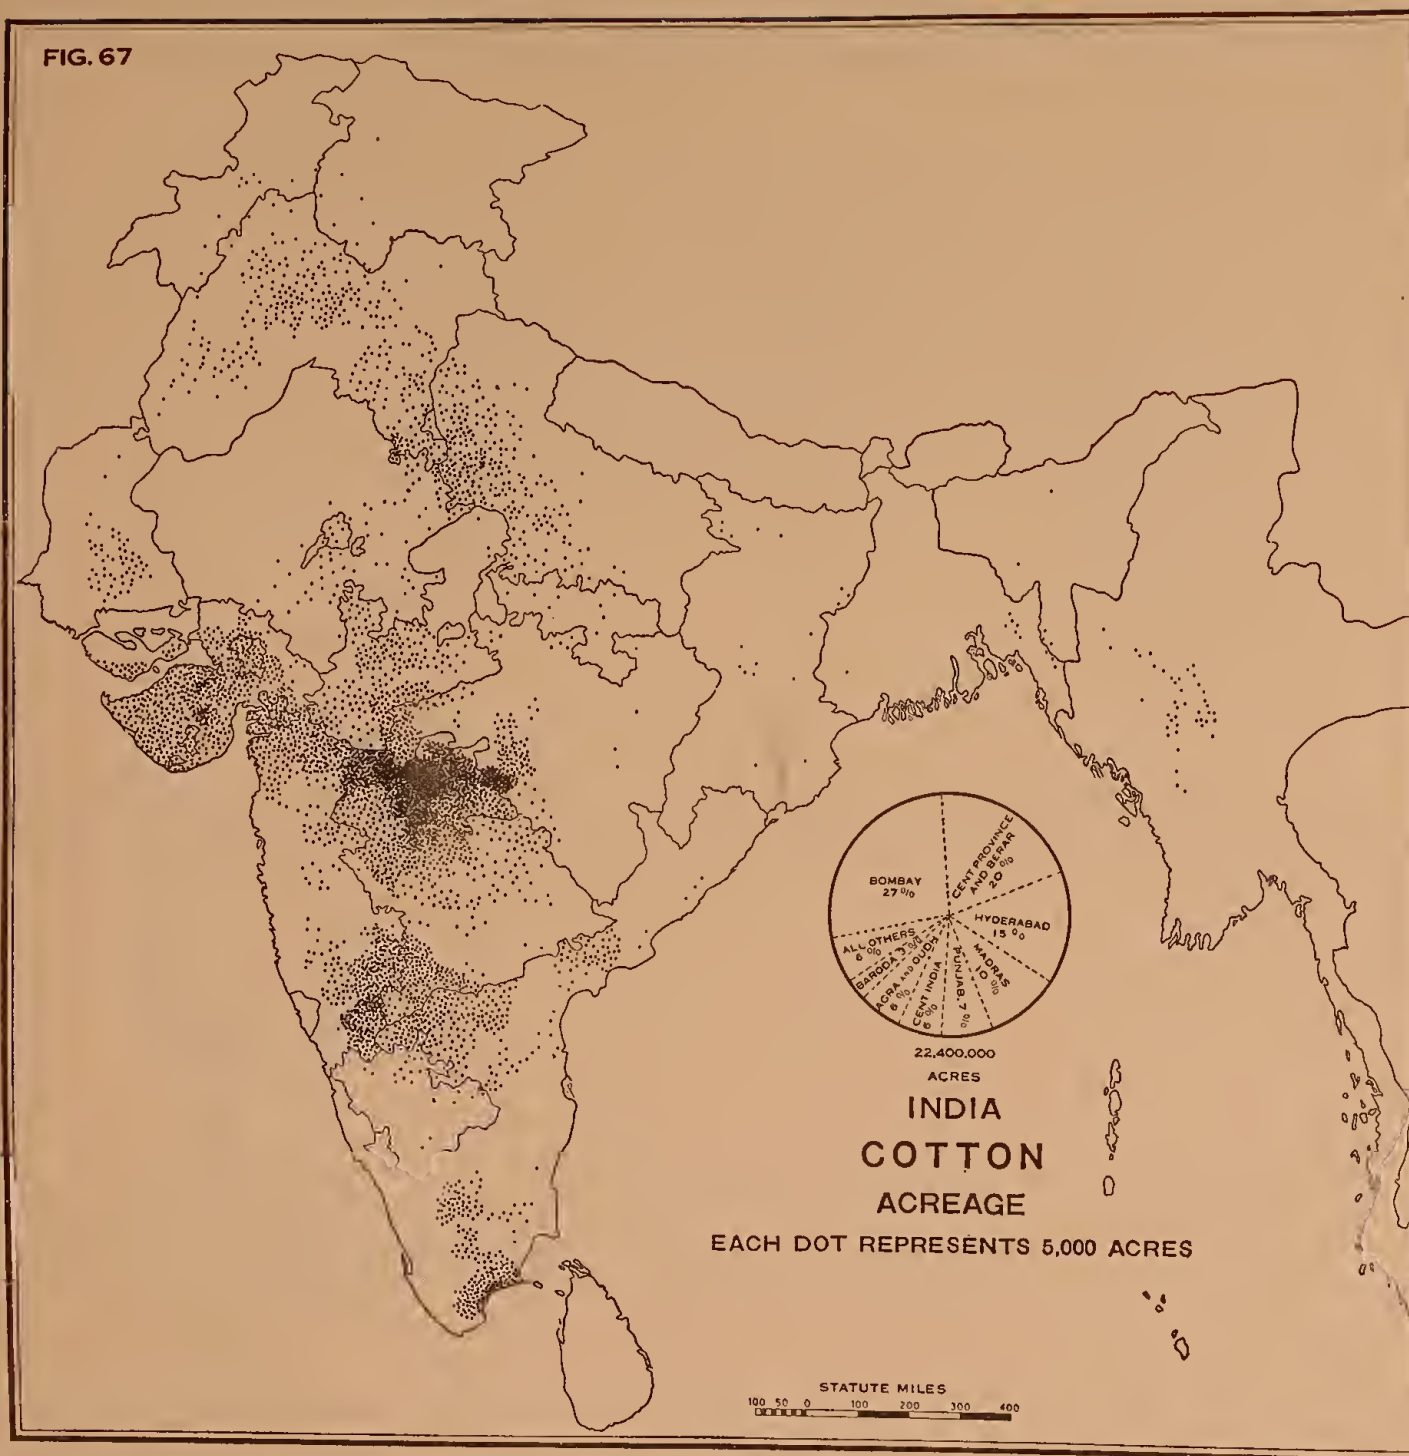 FIG. 67
BOMBAY
27 %
CENT PROVINCE
AND BERAR
20 %
HYDERABAD
15 %
MADRAS
10 %
PUNJAB. 7 %
CENT INDIA
6 %
AGRA AND OUDH
6 %
BARODA 3 %
ALL OTHERS
6 %
22,400,000
ACRES
INDIA
COTTON
ACREAGE
EACH DOT REPRESENTS 5,000 ACRES
STATUTE MILES
100 50 0 100 200 300 400